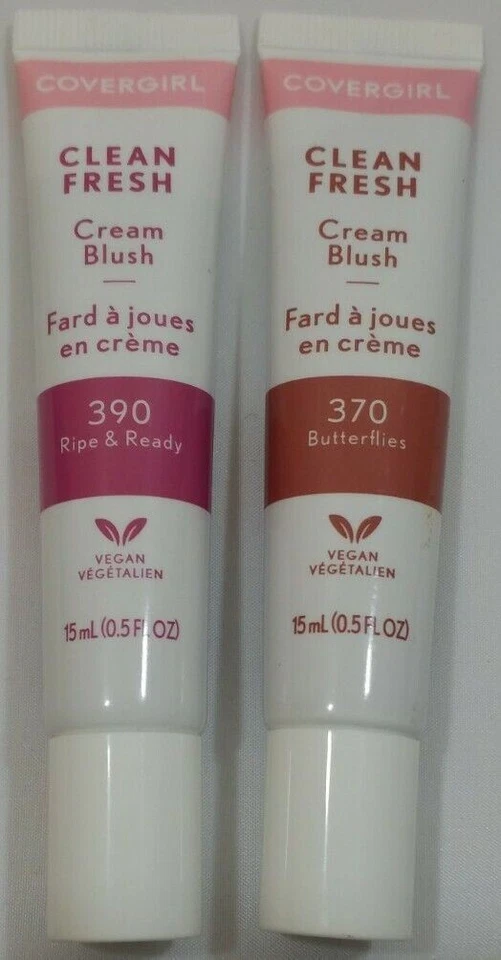 COVERGIRL
CLEAN
FRESH
Cream
Blush
Fard à joues
en crème
390
Ripe & Ready
VEGAN
VÉGÉTALIEN
15 mL (0.5 FL OZ)
COVERGIRL
CLEAN
FRESH
Cream
Blush
Fard à joues
en crème
370
Butterflies
VEGAN
VÉGÉTALIEN
15 mL (0.5 FL OZ)